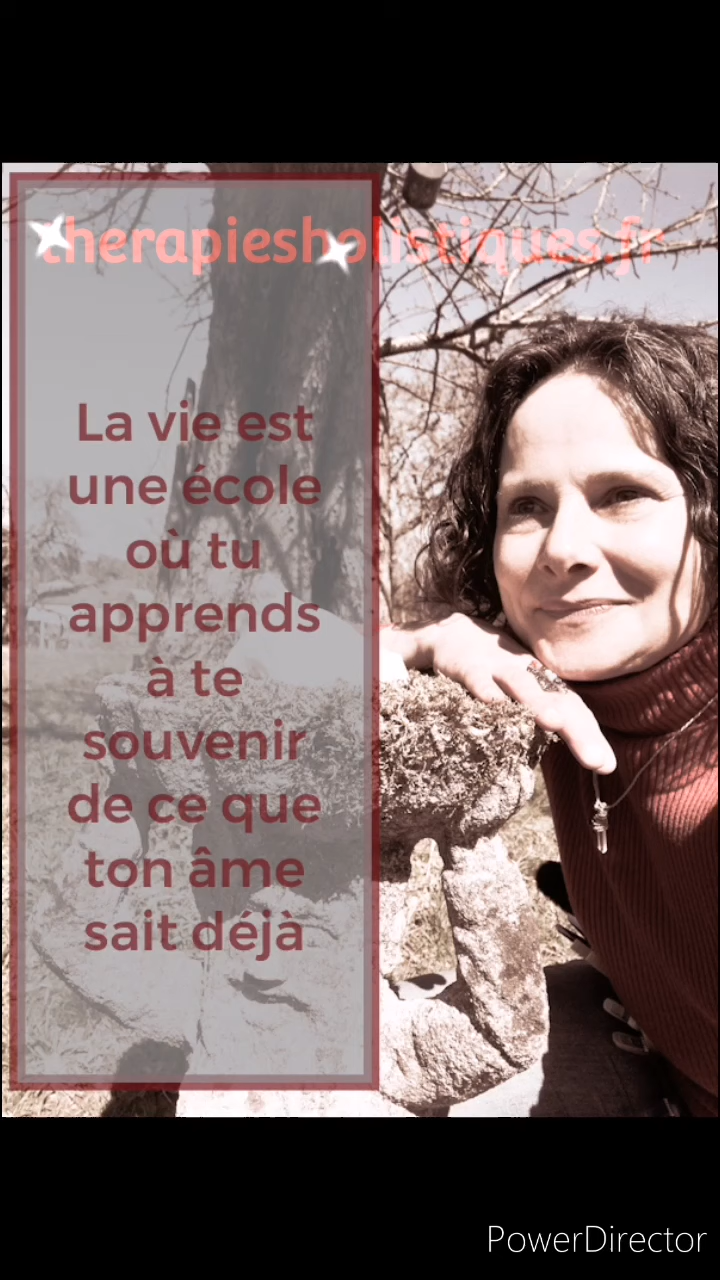 therapiesholistiques.fr
La vie est
une école
où tu
apprends
à te
souvenir
de ce que
ton âme
sait déjà
PowerDirector